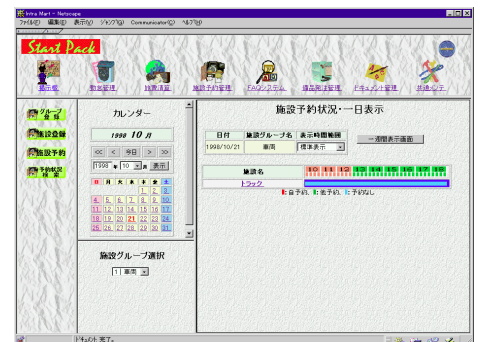 Intra Mart - Netscape
ファイル(F) 編集(E) 表示(V) ジャンプ(G) Communicator(C) ヘルプ(H)
Start Pack
掲示板 勤怠管理 旅費清算 施設予約管理 FAQシステム 備品発注管理 ドキュメント管理 共通メンテ
グループ登録
施設登録
施設予約
予約状況検索
カレンダー
1998 10 月
<< < 今日 > >>
1998 年 10 月 表示
日 月 火 水 木 金 土
1 2 3
4 5 6 7 8 9 10
11 12 13 14 15 16 17
18 19 20 21 22 23 24
25 26 27 28 29 30 31
施設グループ選択
1 車両
施設予約状況・一日表示
日付 施設グループ名 表示時間範囲
1998/10/21 車両 標準表示 一週間表示画面
施設名 10 11 12 13 14 15 16 17 18
トラック
:自予約、:他予約、:予約なし
ドキュメント: 完了。